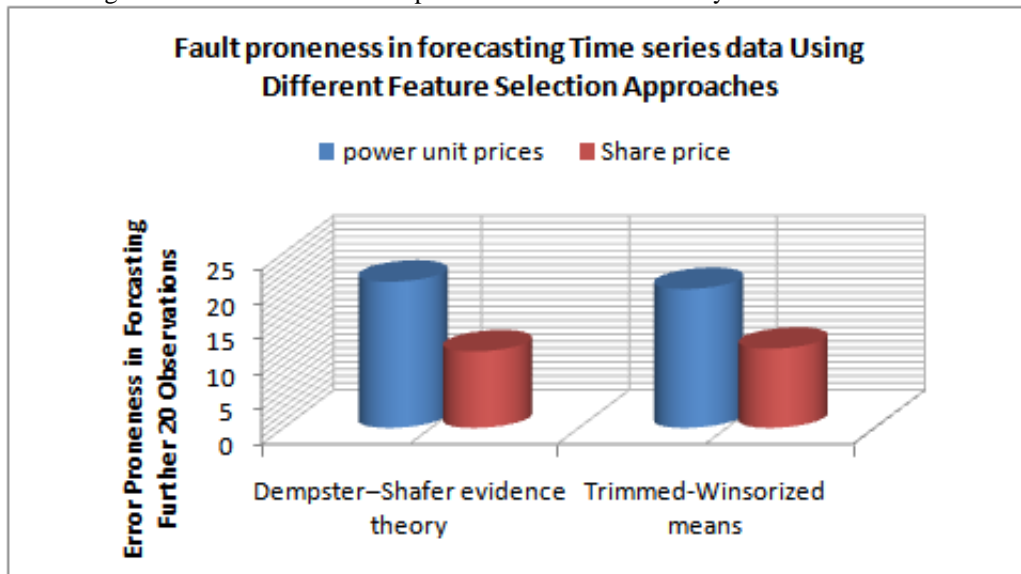 Fault proneness in forecasting Time series data Using
Different Feature Selection Approaches
power unit prices
Share price
Error Proneness in Forcasting
Further 20 Observations
25
20
15
10
5
0
Dempster–Shafer evidence
theory
Trimmed-Winsorized
means